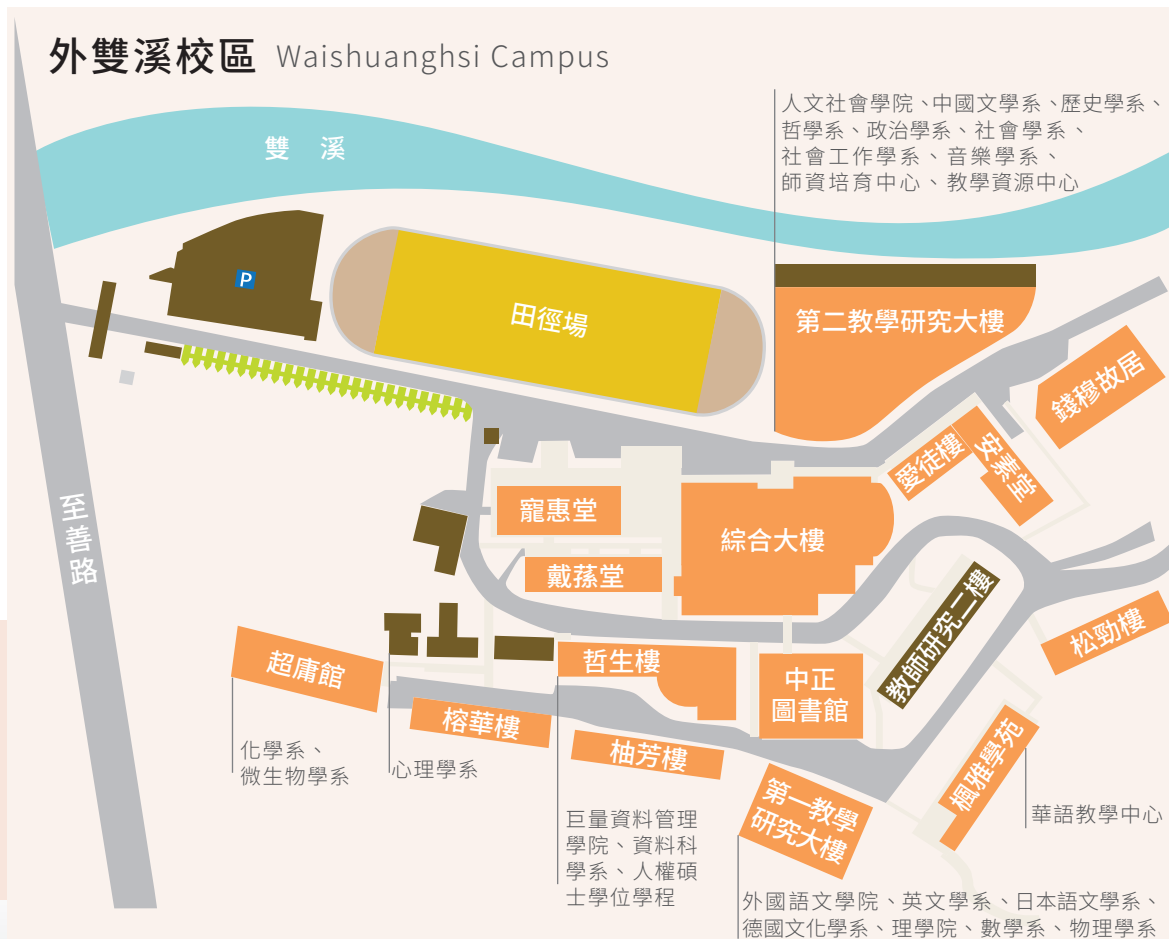 外雙溪校區 Waishuanghsi Campus
人文社會學院、中國文學系、歷史學系、
哲學系、政治學系、社會學系、
社會工作學系、音樂學系、
師資培育中心、教學資源中心
雙溪
P
田徑場
第二教學研究大樓
錢穆故居
愛徒樓
安素堂
至善路
寵惠堂
綜合大樓
戴蓀堂
教師研究二樓
松勁樓
超庸館
哲生樓
中正
圖書館
榕華樓
柚芳樓
楓雅學苑
化學系、
微生物學系
心理學系
第一教學
研究大樓
華語教學中心
巨量資料管理
學院、資料科
學系、人權碩
士學位學程
外國語文學院、英文學系、日本語文學系、
德國文化學系、理學院、數學系、物理學系